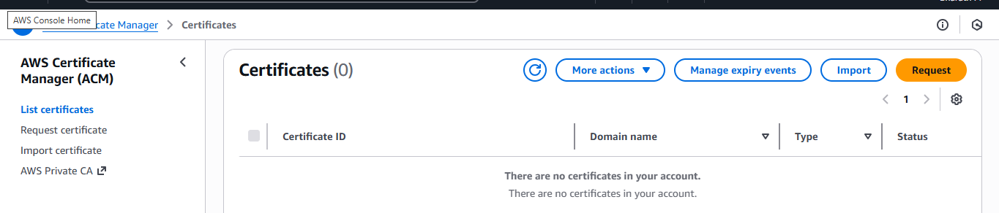 AWS Console Home
cate Manager > Certificates
AWS Certificate
Manager (ACM)
Certificates (0)
More actions
Manage expiry events
Import
Request
1
List certificates
Request certificate
Import certificate
AWS Private CA
Certificate ID
Domain name
Type
Status
There are no certificates in your account.
There are no certificates in your account.